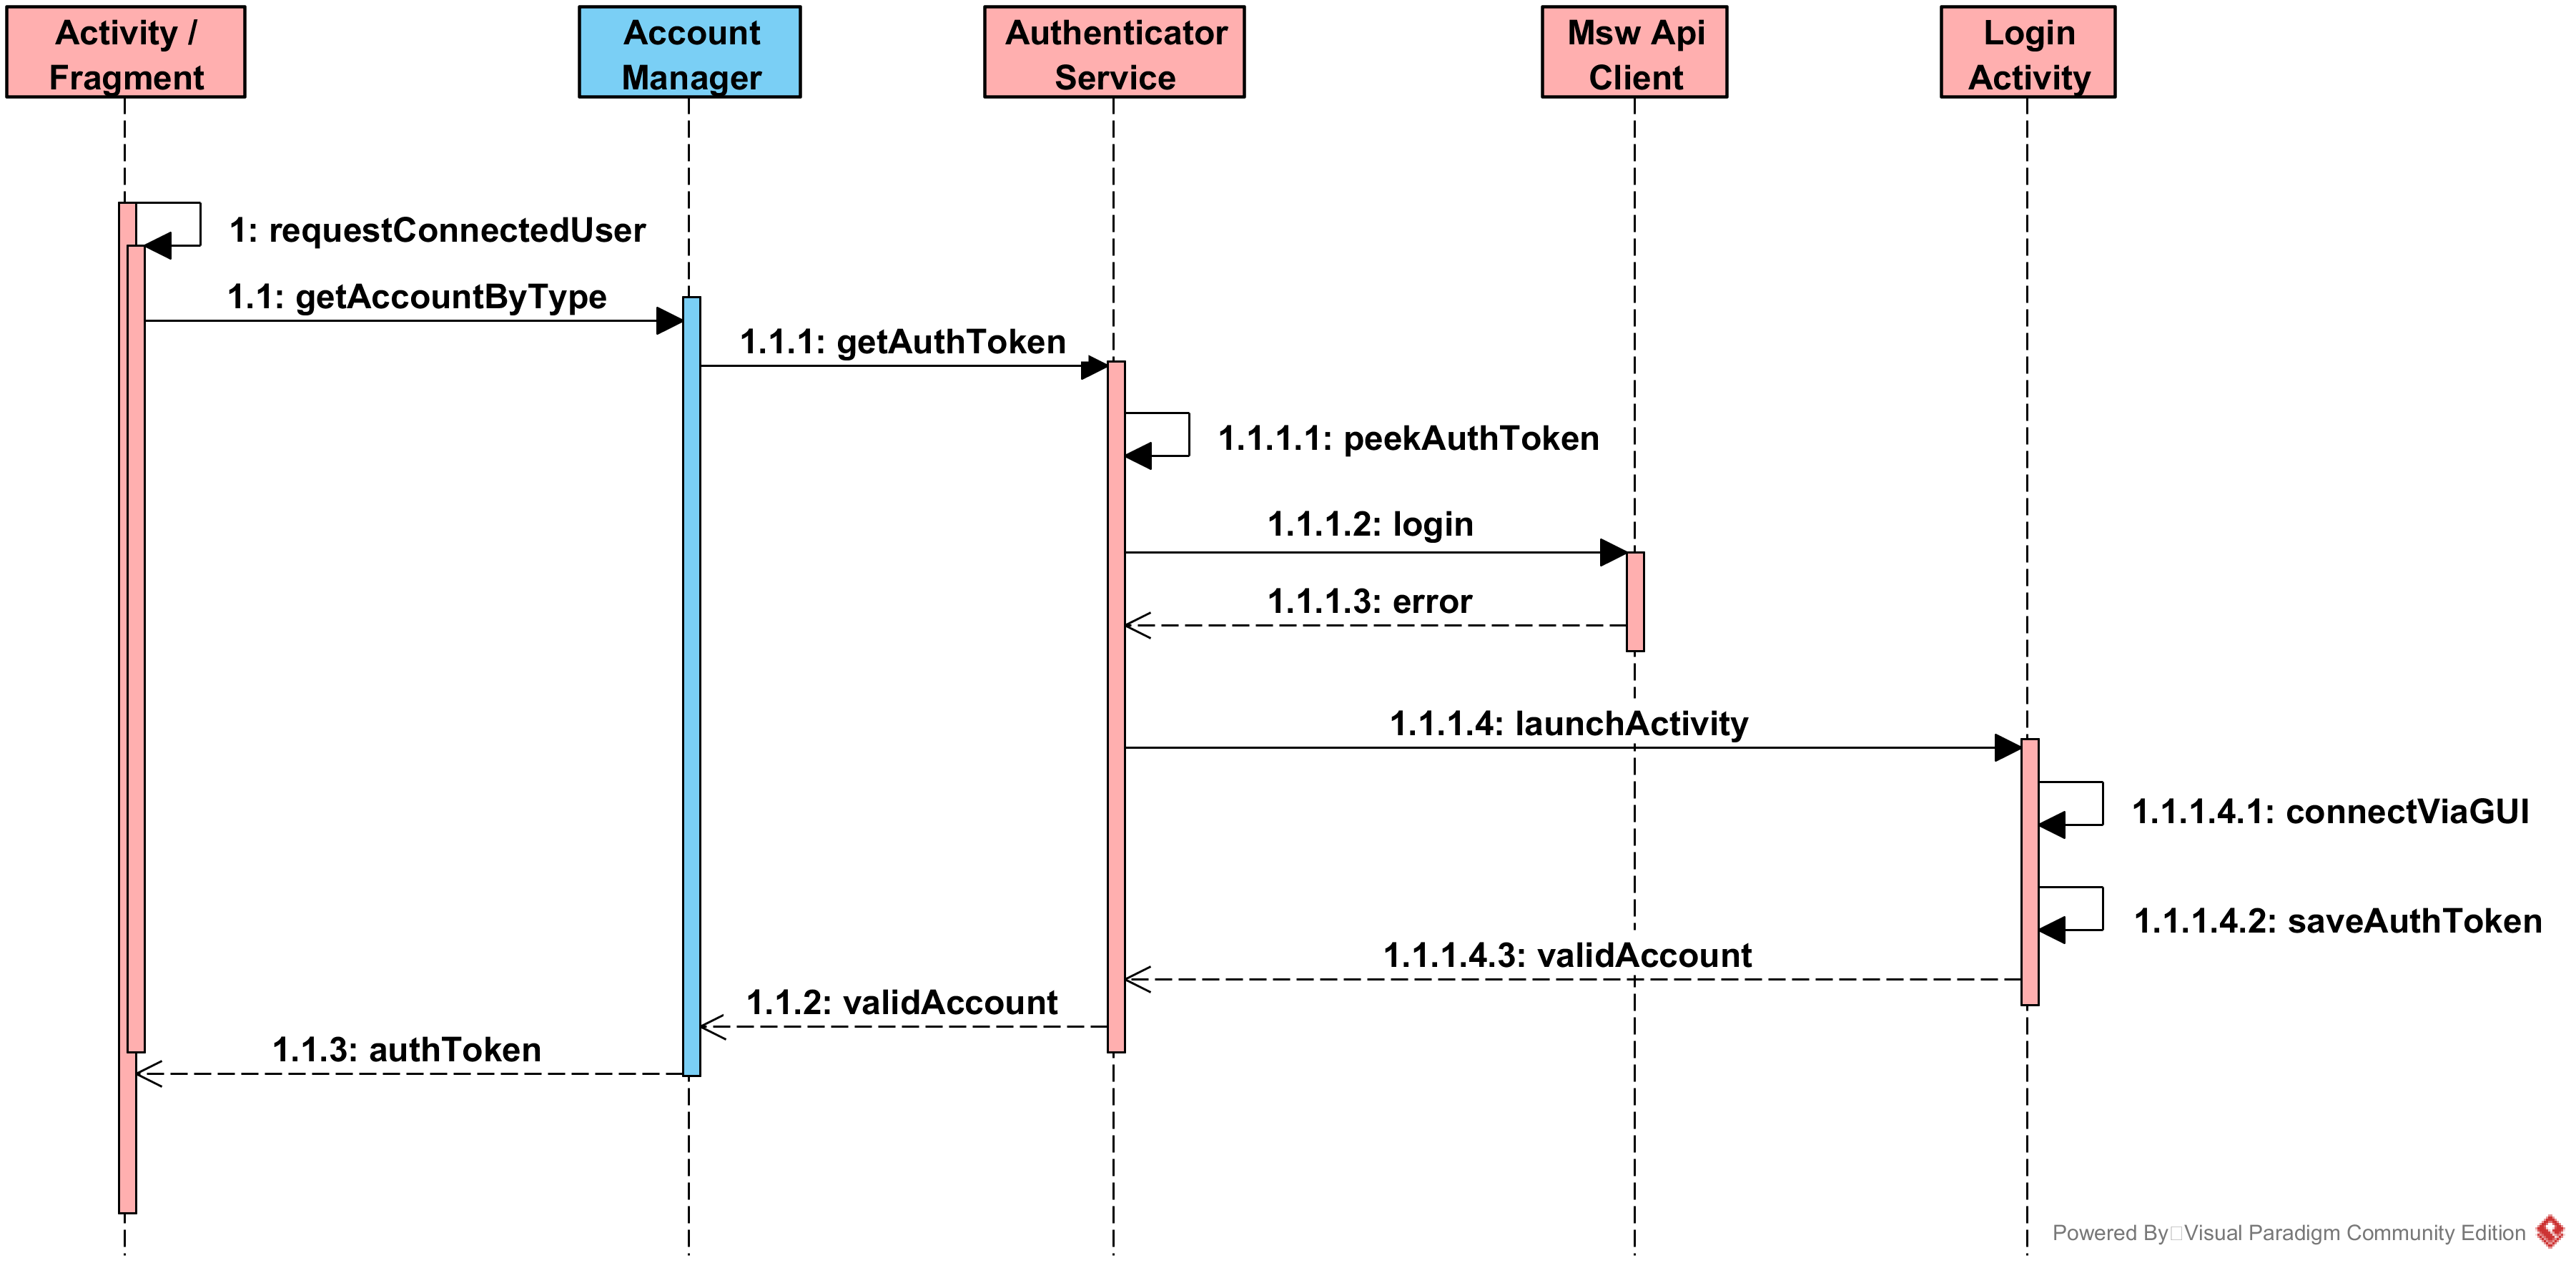 Activity /
Fragment
Account
Manager
Authenticator
Service
Msw Api
Client
Login
Activity
1: requestConnectedUser
1.1: getAccountByType
1.1.1: getAuthToken
1.1.1.1: peekAuthToken
1.1.1.2: login
1.1.1.3: error
1.1.1.4: launchActivity
1.1.1.4.1: connectViaGUI
1.1.1.4.2: saveAuthToken
1.1.1.4.3: validAccount
1.1.2: validAccount
1.1.3: authToken
Powered By□Visual Paradigm Community Edition